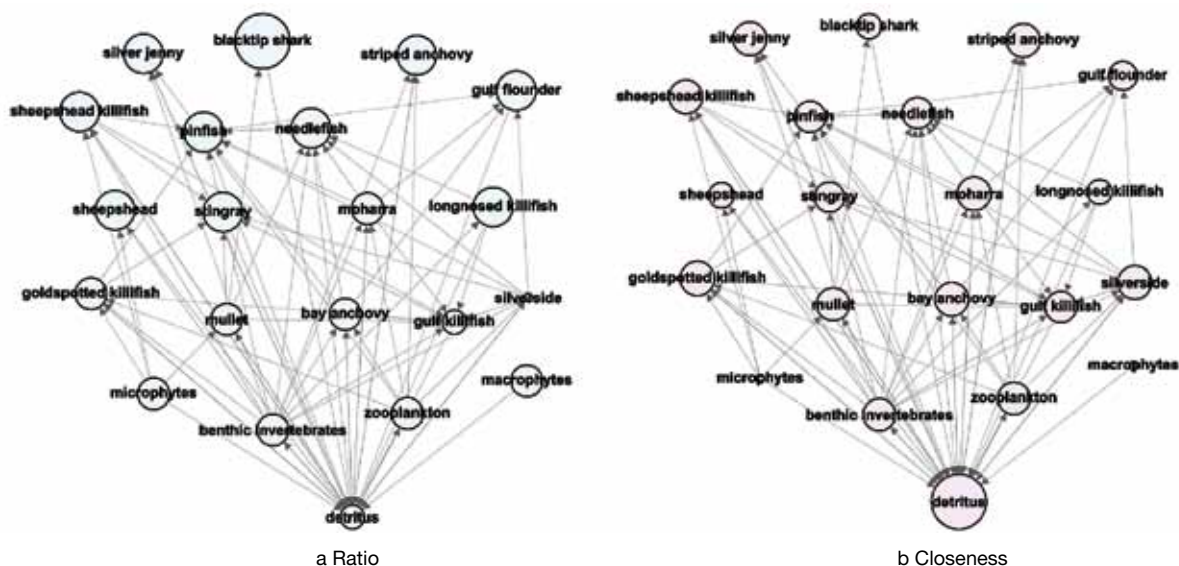 silver jenny
blacktip shark
striped anchovy
gulf flounder
sheepshead killifish
pinfish
needlefish
sheepshead
stingray
moharra
longnosed killifish
goldspotted killifish
mullet
bay anchovy
gulf killifish
silverside
microphytes
benthic invertebrates
zooplankton
macrophytes
detritus
a Ratio
silver jenny
blacktip shark
striped anchovy
gulf flounder
sheepshead killifish
pinfish
needlefish
sheepshead
stingray
moharra
longnosed killifish
goldspotted killifish
mullet
bay anchovy
gulf killifish
silverside
microphytes
benthic invertebrates
zooplankton
macrophytes
detritus
b Closeness